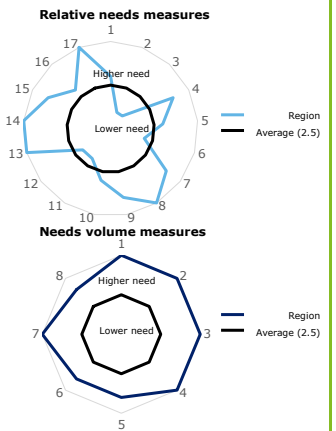 Relative needs measures
1
2
3
4
5
6
7
8
9
10
11
12
13
14
15
16
17
Higher need
Lower need
Region
Average (2.5)
Needs volume measures
1
2
3
4
5
6
7
8
Higher need
Lower need
Region
Average (2.5)